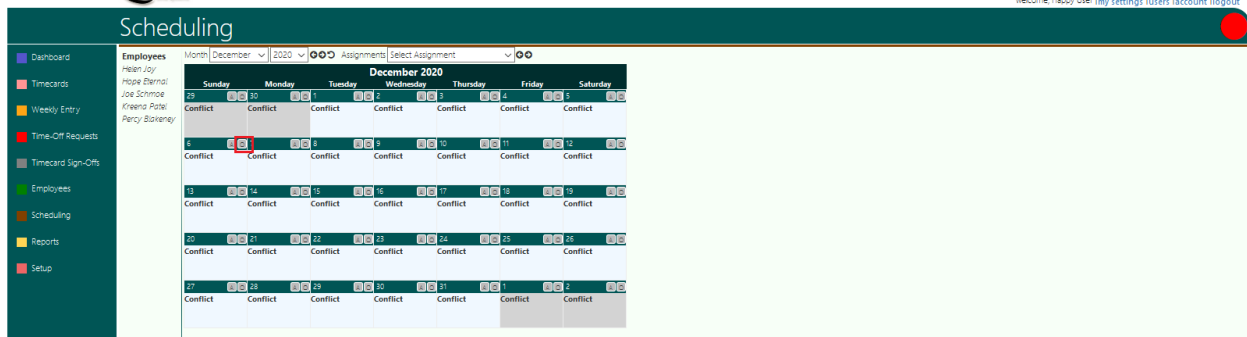 welcome, Happy User |my settings |users |account |logout
Scheduling
Dashboard
Timecards
Weekly Entry
Time-Off Requests
Timecard Sign-Offs
Employees
Scheduling
Reports
Setup
Employees
Helen Joy
Hope Eternal
Joe Schmoe
Kreena Patel
Percy Blakeney
Month December 2020 Assignments Select Assignment
December 2020
Sunday Monday Tuesday Wednesday Thursday Friday Saturday
29 30 1 2 3 4 5
Conflict Conflict Conflict Conflict Conflict Conflict Conflict
6 8 9 10 11 12
Conflict Conflict Conflict Conflict Conflict Conflict Conflict
13 14 15 16 17 18 19
Conflict Conflict Conflict Conflict Conflict Conflict Conflict
20 21 22 23 24 25 26
Conflict Conflict Conflict Conflict Conflict Conflict Conflict
27 28 29 30 31 1 2
Conflict Conflict Conflict Conflict Conflict Conflict Conflict